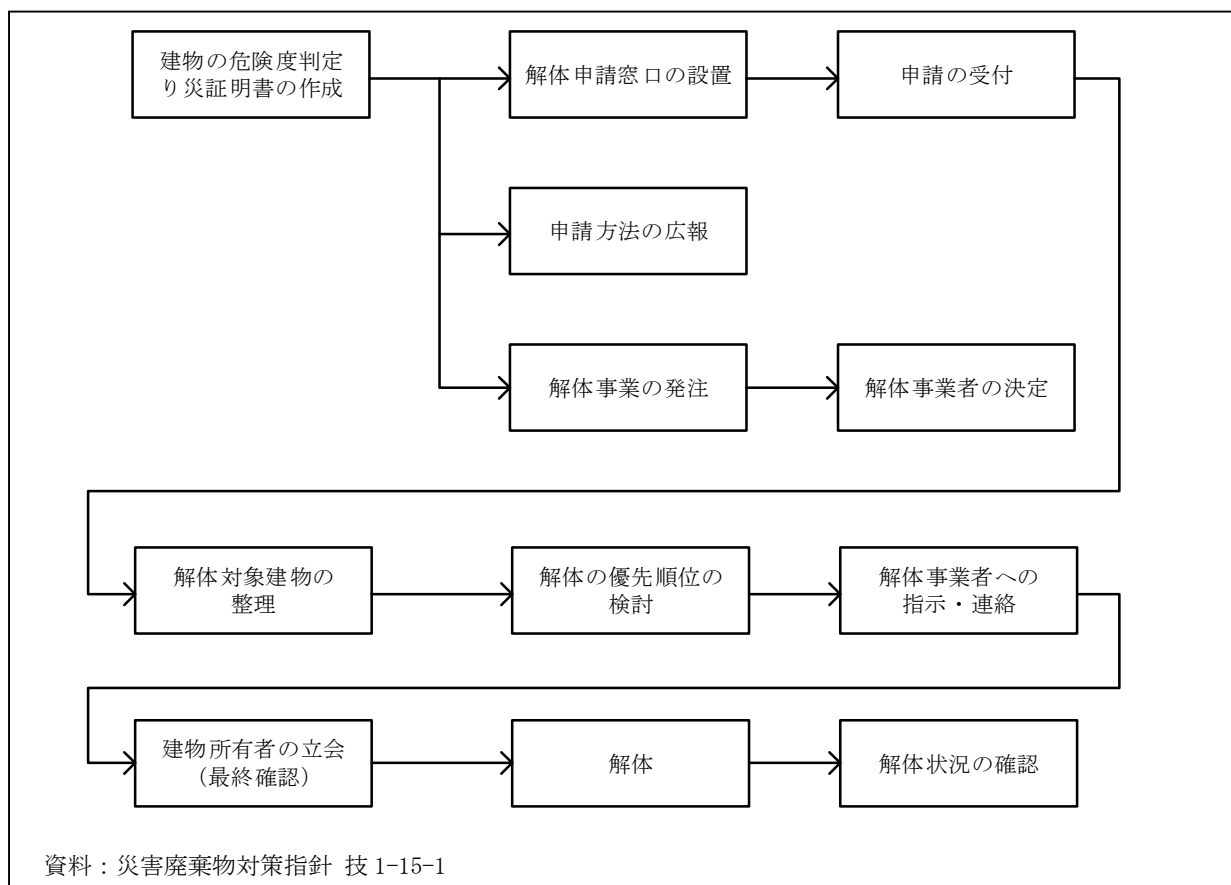 建物の危険度判定
り災証明書の作成
解体申請窓口の設置
申請の受付
申請方法の広報
解体事業の発注
解体事業者の決定
解体対象建物の
整理
解体の優先順位の
検討
解体事業者への
指示・連絡
建物所有者の立会
(最終確認)
解体
解体状況の確認
資料：災害廃棄物対策指針 技 1-15-1